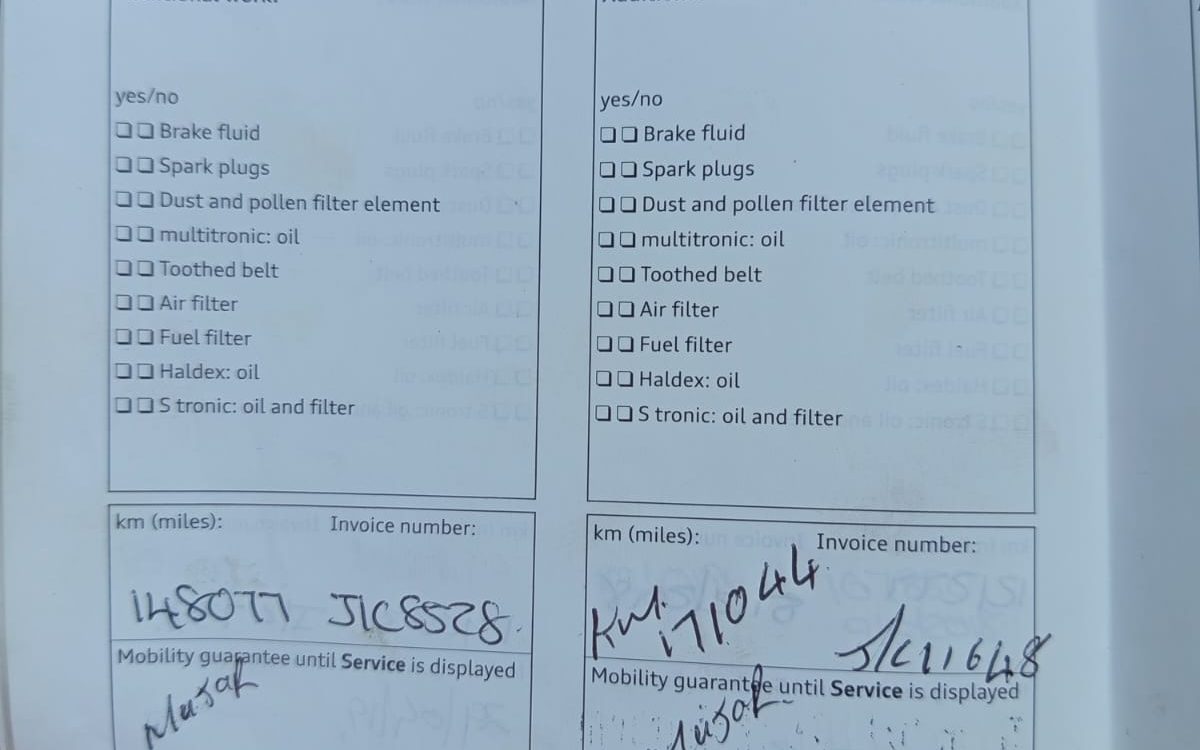 yes/no
Brake fluid
Spark plugs
Dust and pollen filter element
multitronic: oil
Toothed belt
Air filter
Fuel filter
Haldex: oil
S tronic: oil and filter
km (miles): Invoice number:
148077 J1C8528
Mobility guarantee until Service is displayed
yes/no
Brake fluid
Spark plugs
Dust and pollen filter element
multitronic: oil
Toothed belt
Air filter
Fuel filter
Haldex: oil
S tronic: oil and filter
km (miles): Invoice number:
171044
Mobility guarantee until Service is displayed